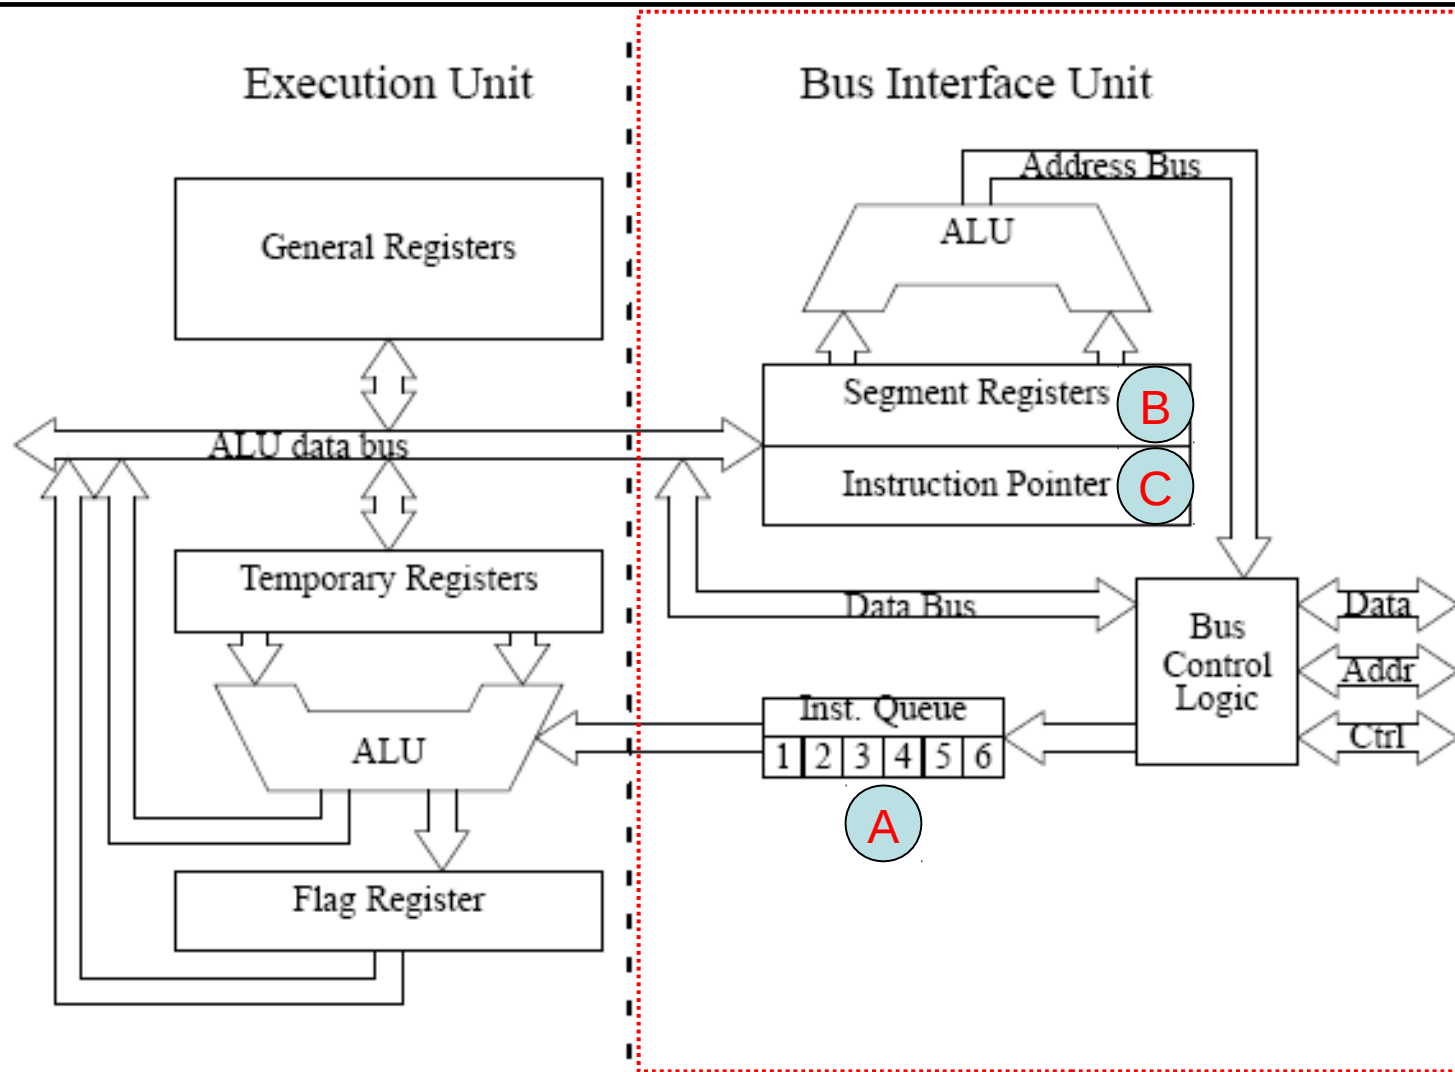 Execution Unit
Bus Interface Unit
Address Bus
ALU
General Registers
Segment Registers
B
ALU data bus
Instruction Pointer
C
Temporary Registers
Data Bus
Bus
Control
Logic
Data
Addr
Ctrl
Inst. Queue
1 2 3 4 5 6
ALU
A
Flag Register